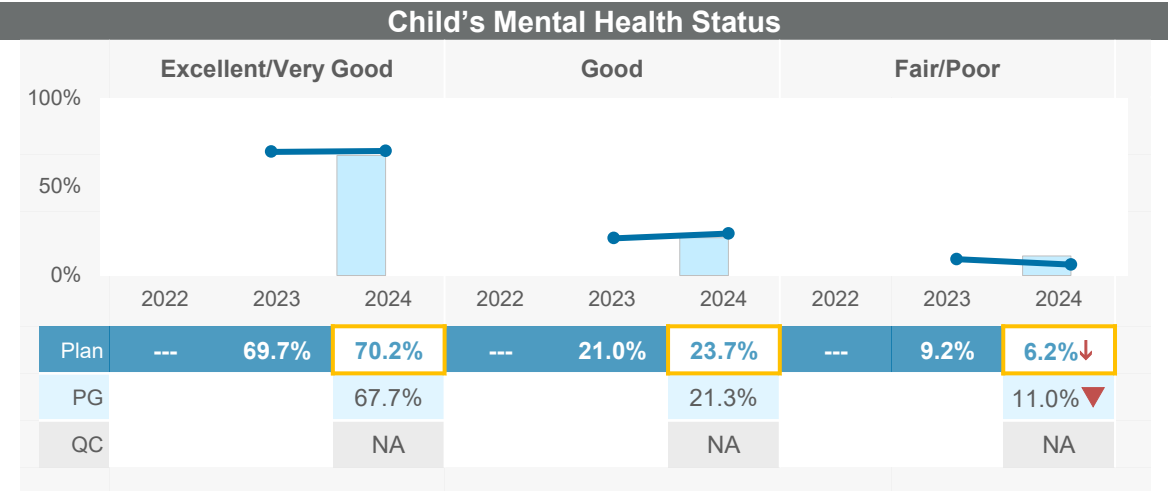 Child’s Mental Health Status
Excellent/Very Good Good Fair/Poor
100%
50%
0%
2022 2023 2024 2022 2023 2024 2022 2023 2024
Plan --- 69.7% 70.2% --- 21.0% 23.7% --- 9.2% 6.2%↓
PG 67.7% 21.3% 11.0%▼
QC NA NA NA